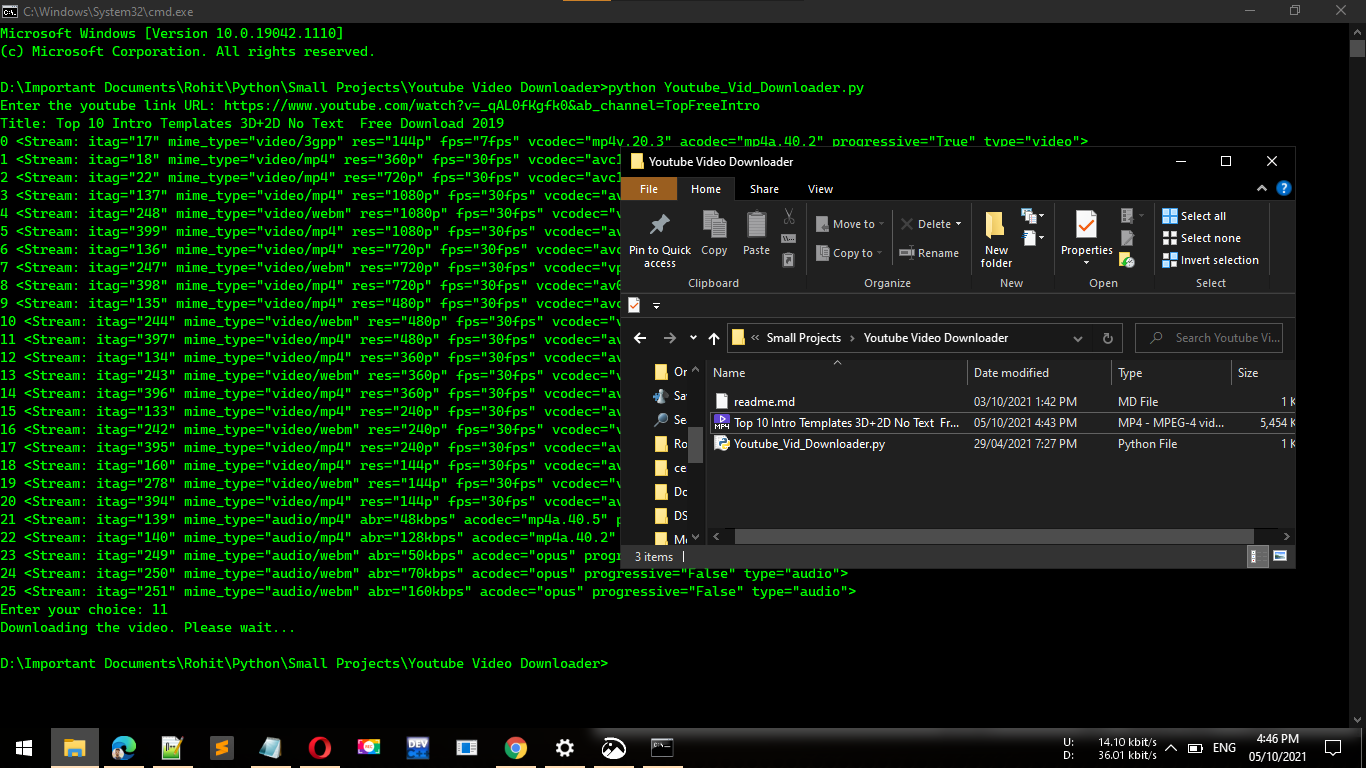 C:\Windows\System32\cmd.exe
Microsoft Windows [Version 10.0.19042.1110]
(c) Microsoft Corporation. All rights reserved.
D:\Important Documents\Rohit\Python\Small Projects\Youtube Video Downloader>python Youtube_Vid_Downloader.py
Enter the youtube link URL: https://www.youtube.com/watch?v=_qAL0fKgfk0&ab_channel=TopFreeIntro
Title: Top 10 Intro Templates 3D+2D No Text  Free Download 2019
0 <Stream: itag="17" mime_type="video/3gpp" res="144p" fps="7fps" vcodec="mp4v.20.3" acodec="mp4a.40.2" progressive="True" type="video">
1 <Stream: itag="18" mime_type="video/mp4" res="360p" fps="30fps" vcodec="avc1
2 <Stream: itag="22" mime_type="video/mp4" res="720p" fps="30fps" vcodec="avc1
3 <Stream: itag="137" mime_type="video/mp4" res="1080p" fps="30fps" vcodec="av
4 <Stream: itag="248" mime_type="video/webm" res="1080p" fps="30fps" vcodec="v
5 <Stream: itag="399" mime_type="video/mp4" res="1080p" fps="30fps" vcodec="av
6 <Stream: itag="136" mime_type="video/mp4" res="720p" fps="30fps" vcodec="avc
7 <Stream: itag="247" mime_type="video/webm" res="720p" fps="30fps" vcodec="vp
8 <Stream: itag="398" mime_type="video/mp4" res="720p" fps="30fps" vcodec="av0
9 <Stream: itag="135" mime_type="video/mp4" res="480p" fps="30fps" vcodec="avc
10 <Stream: itag="244" mime_type="video/webm" res="480p" fps="30fps" vcodec="v
11 <Stream: itag="397" mime_type="video/mp4" res="480p" fps="30fps" vcodec="av
12 <Stream: itag="134" mime_type="video/mp4" res="360p" fps="30fps" vcodec="av
13 <Stream: itag="243" mime_type="video/webm" res="360p" fps="30fps" vcodec="v
14 <Stream: itag="396" mime_type="video/mp4" res="360p" fps="30fps" vcodec="av
15 <Stream: itag="133" mime_type="video/mp4" res="240p" fps="30fps" vcodec="av
16 <Stream: itag="242" mime_type="video/webm" res="240p" fps="30fps" vcodec="v
17 <Stream: itag="395" mime_type="video/mp4" res="240p" fps="30fps" vcodec="av
18 <Stream: itag="160" mime_type="video/mp4" res="144p" fps="30fps" vcodec="av
19 <Stream: itag="278" mime_type="video/webm" res="144p" fps="30fps" vcodec="v
20 <Stream: itag="394" mime_type="video/mp4" res="144p" fps="30fps" vcodec="av
21 <Stream: itag="139" mime_type="audio/mp4" abr="48kbps" acodec="mp4a.40.5" p
22 <Stream: itag="140" mime_type="audio/mp4" abr="128kbps" acodec="mp4a.40.2"
23 <Stream: itag="249" mime_type="audio/webm" abr="50kbps" acodec="opus" prog
24 <Stream: itag="250" mime_type="audio/webm" abr="70kbps" acodec="opus" progressive="False" type="audio">
25 <Stream: itag="251" mime_type="audio/webm" abr="160kbps" acodec="opus" progressive="False" type="audio">
Enter your choice: 11
Downloading the video. Please wait...
D:\Important Documents\Rohit\Python\Small Projects\Youtube Video Downloader>
Youtube Video Downloader
File Home Share View
Pin to Quick access
Copy
Paste
Move to
Copy to
Delete
Rename
New folder
Properties
Select all
Select none
Invert selection
Clipboard Organize New Open Select
« Small Projects > Youtube Video Downloader
Search Youtube Vi...
Or
Sa
Se
Ro
ce
Dc
DS
Name Date modified Type Size
readme.md 03/10/2021 1:42 PM MD File 1 K
Top 10 Intro Templates 3D+2D No Text  Fr... 05/10/2021 4:43 PM MP4 - MPEG-4 vid... 5,454 K
Youtube_Vid_Downloader.py 29/04/2021 7:27 PM Python File 1 K
3 items
DEV
U: 14.10 kbit/s
D: 36.01 kbit/s
ENG
4:46 PM
05/10/2021